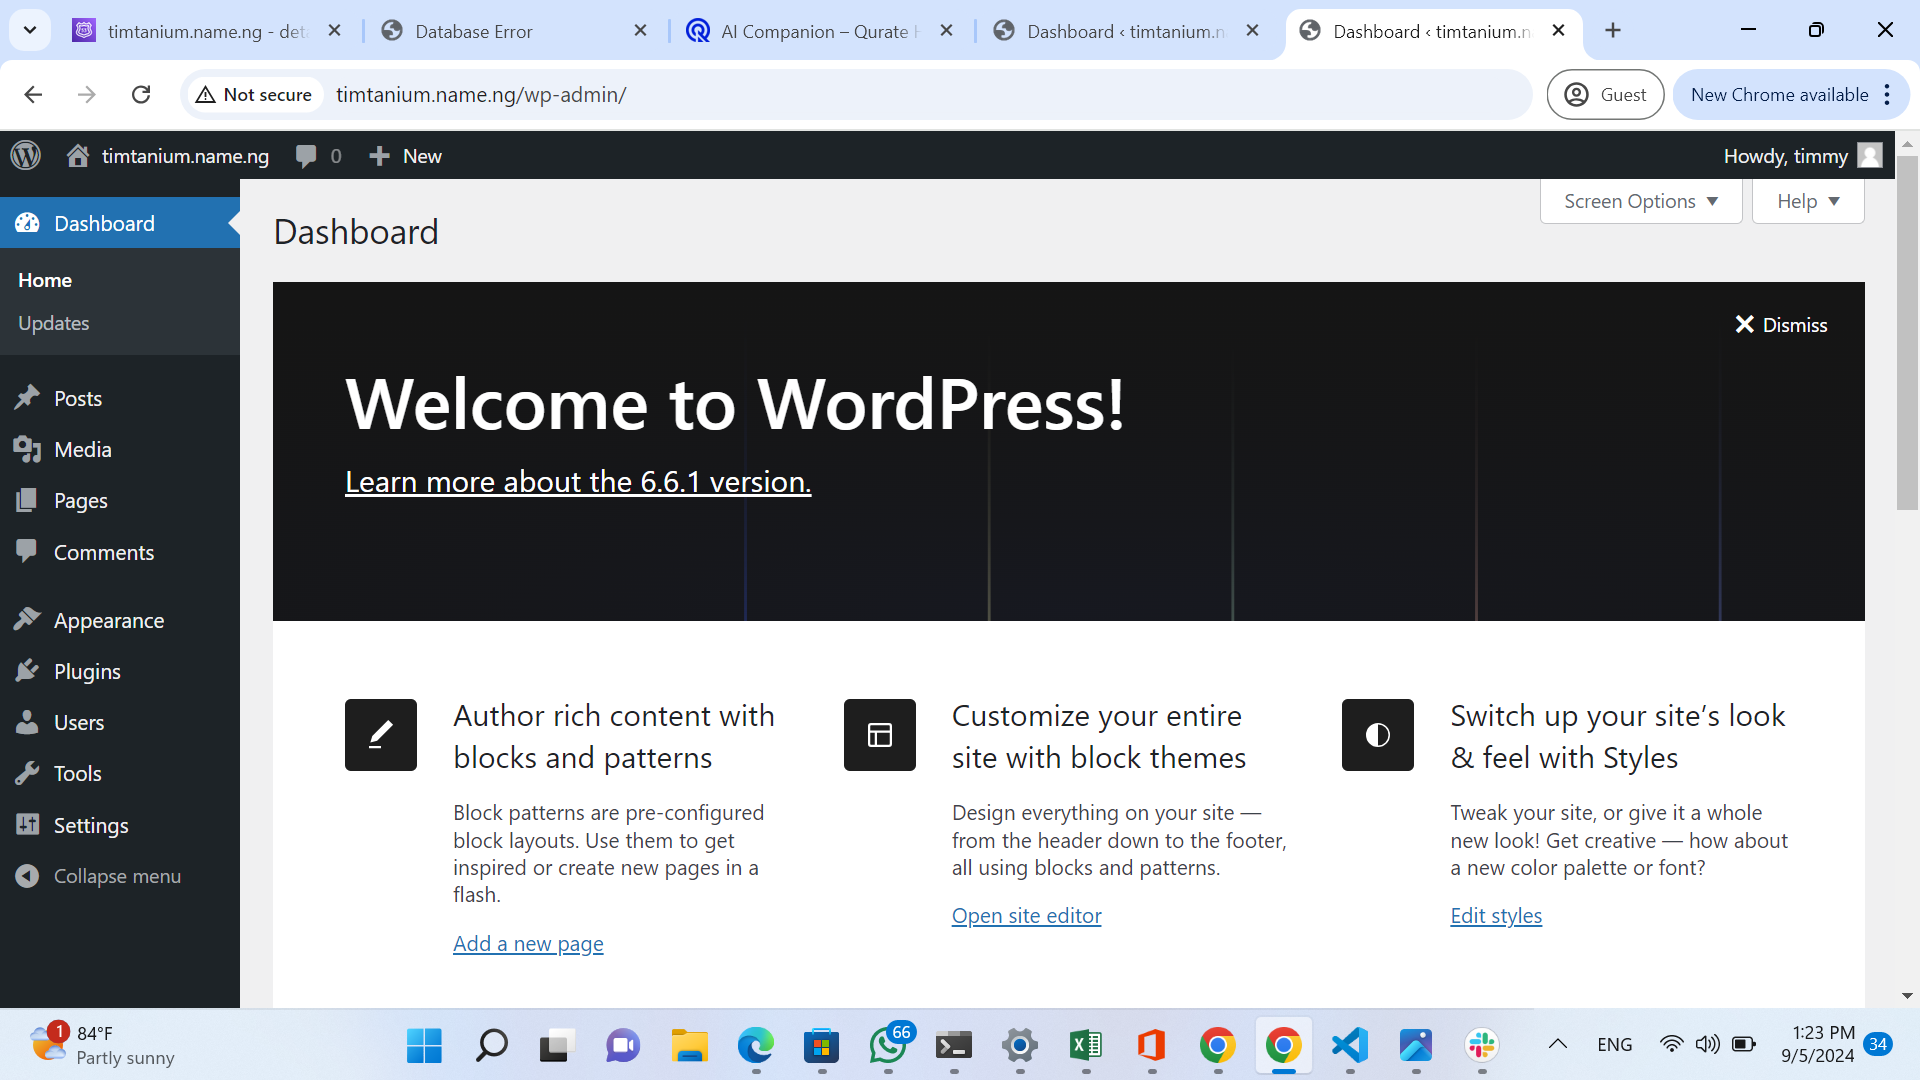 timtanium.name.ng - deta
Database Error
AI Companion – Qurate
Dashboard ‹ timtanium.n
Dashboard ‹ timtanium.n
Not secure
timtanium.name.ng/wp-admin/
Guest
New Chrome available
timtanium.name.ng
0
New
Howdy, timmy
Dashboard
Home
Updates
Posts
Media
Pages
Comments
Appearance
Plugins
Users
Tools
Settings
Collapse menu
Screen Options
Help
Dashboard
Dismiss
Welcome to WordPress!
Learn more about the 6.6.1 version.
Author rich content with
blocks and patterns
Block patterns are pre-configured
block layouts. Use them to get
inspired or create new pages in a
flash.
Add a new page
Customize your entire
site with block themes
Design everything on your site —
from the header down to the footer,
all using blocks and patterns.
Open site editor
Switch up your site’s look
& feel with Styles
Tweak your site, or give it a whole
new look! Get creative — how about
a new color palette or font?
Edit styles
1
84°F
Partly sunny
66
ENG
1:23 PM
9/5/2024
34